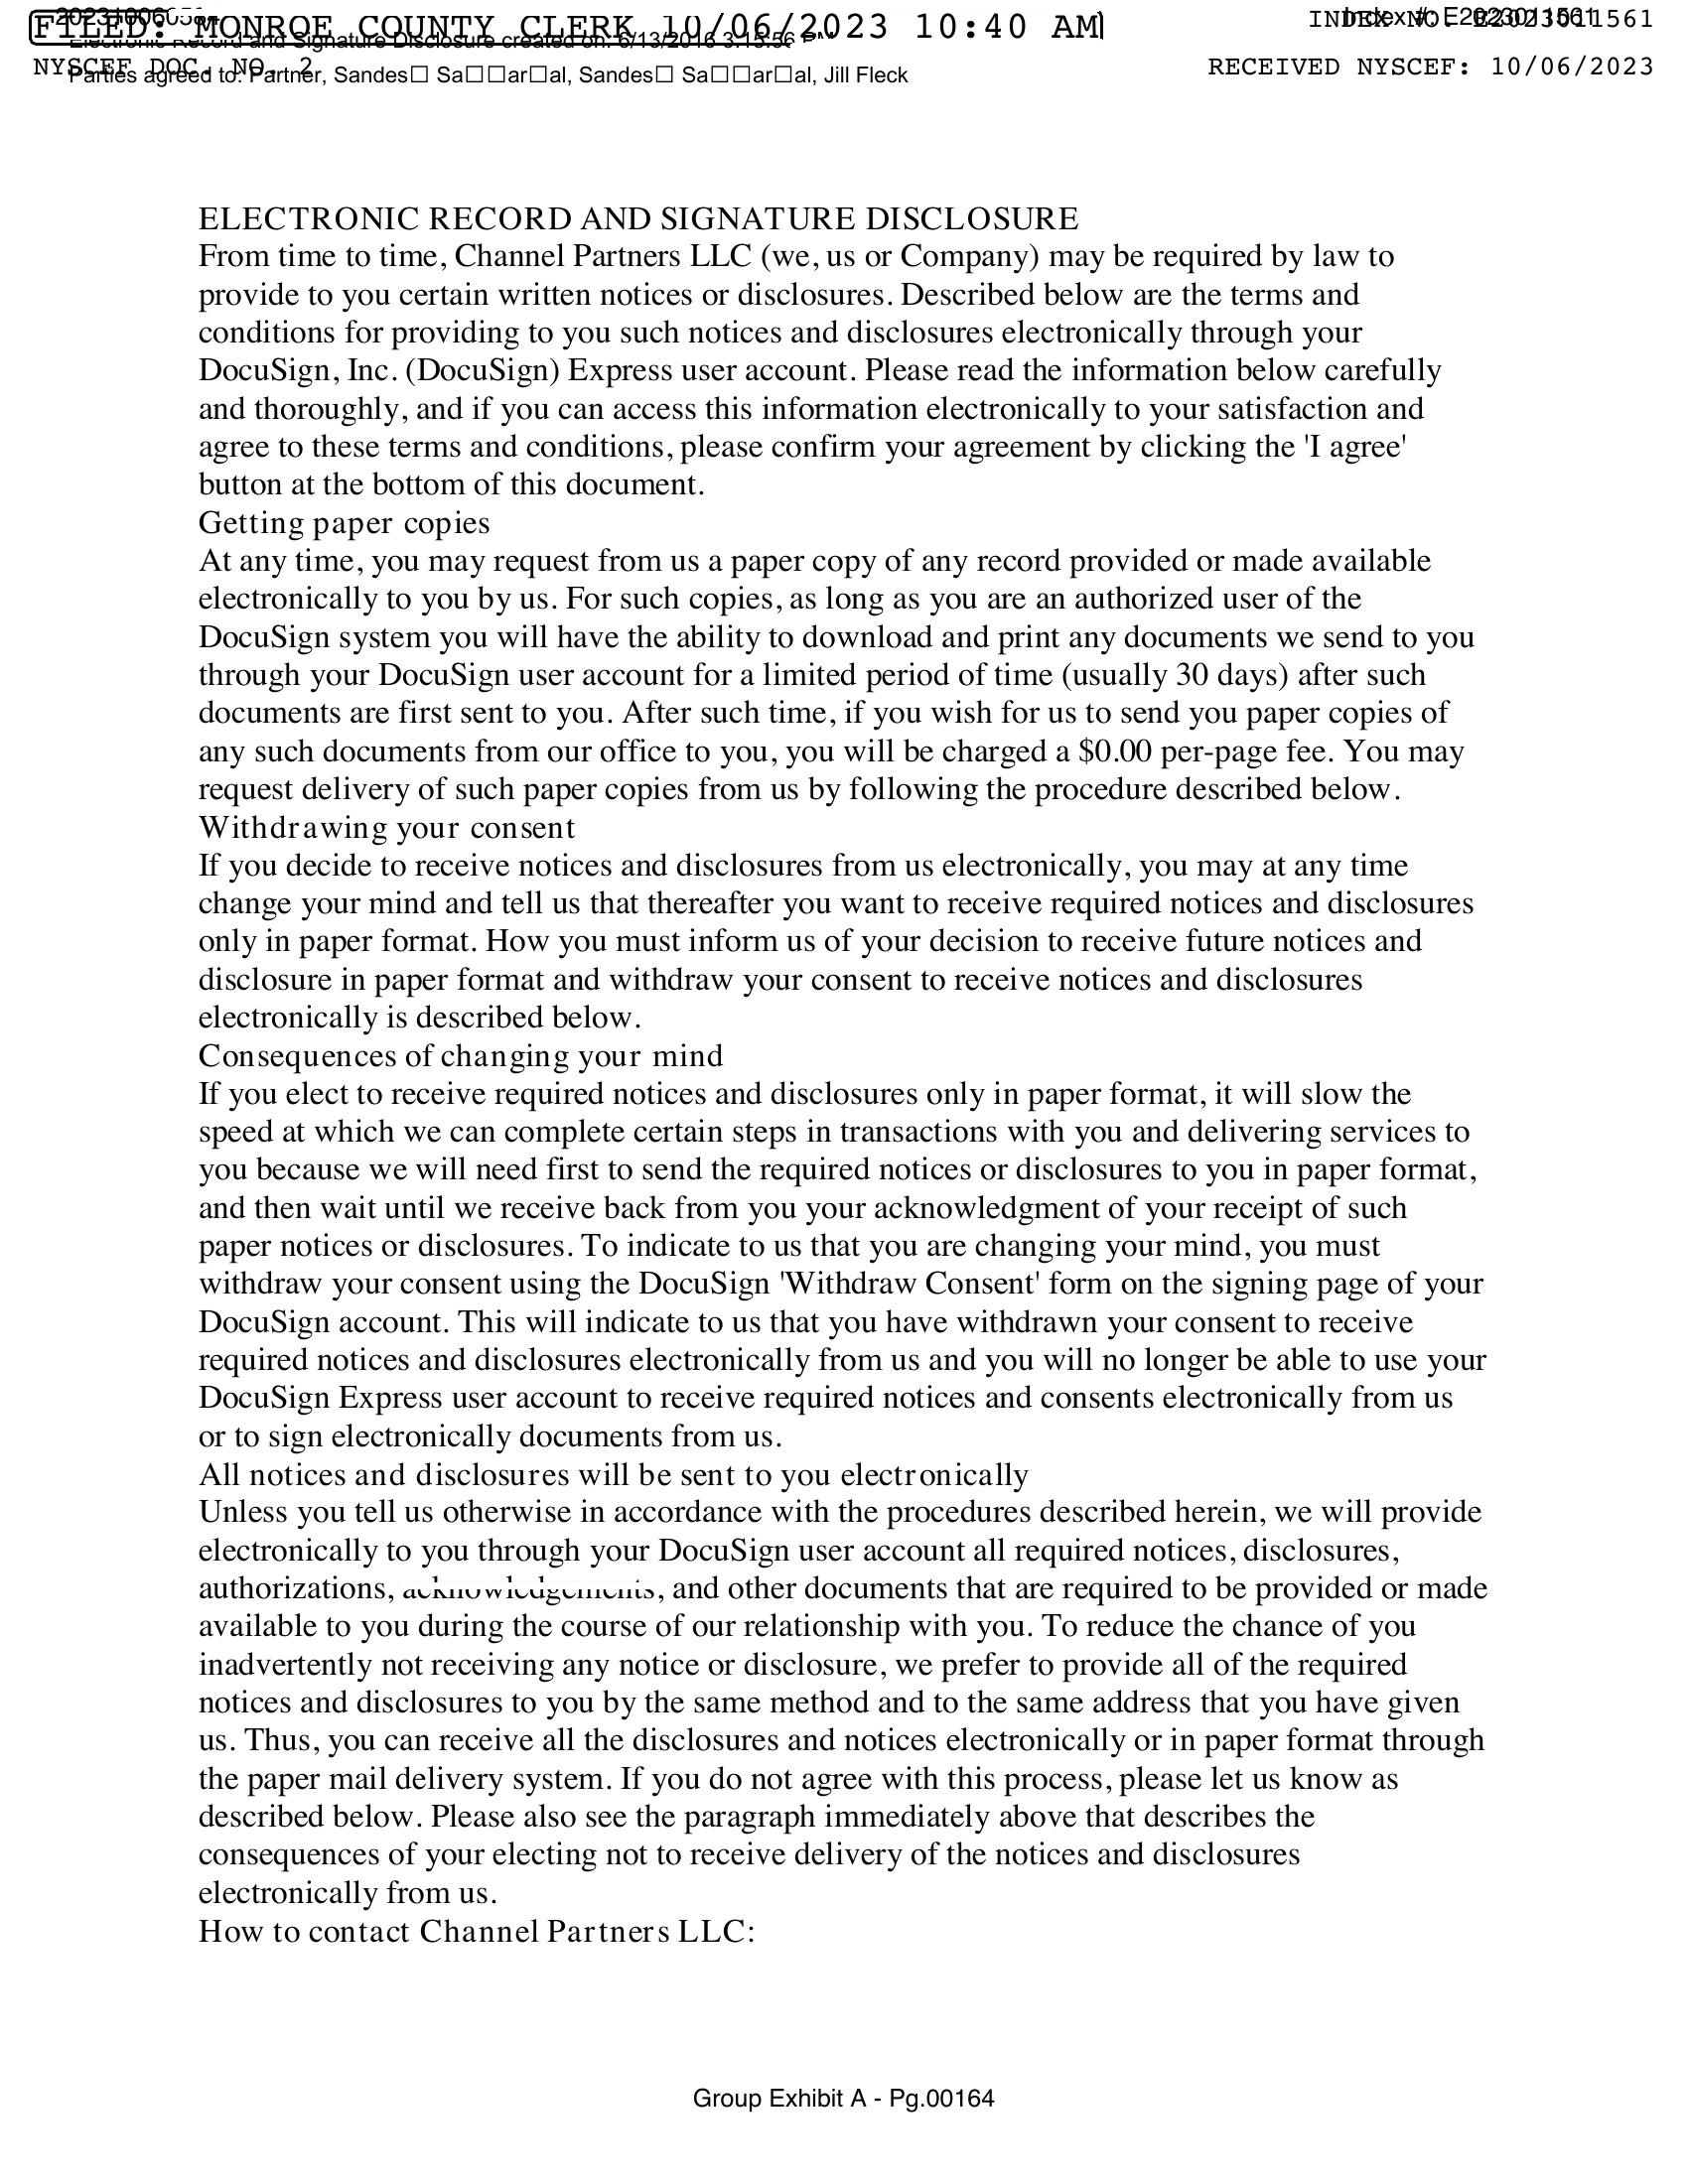 FILED: MONROE COUNTY CLERK 10/06/2023 10:40 AM
INDEX NO. E2023011561
Index #: E2023011561
Electronic Record and Signature Disclosure created on: 6/13/2016 3:15:56 PM
NYSCEF DOC. NO. 2
RECEIVED NYSCEF: 10/06/2023
Parties agreed to: Partner, Sandes□ Sa□□ar□al, Sandes□ Sa□□ar□al, Jill Fleck
ELECTRONIC RECORD AND SIGNATURE DISCLOSURE
From time to time, Channel Partners LLC (we, us or Company) may be required by law to
provide to you certain written notices or disclosures. Described below are the terms and
conditions for providing to you such notices and disclosures electronically through your
DocuSign, Inc. (DocuSign) Express user account. Please read the information below carefully
and thoroughly, and if you can access this information electronically to your satisfaction and
agree to these terms and conditions, please confirm your agreement by clicking the 'I agree'
button at the bottom of this document.
Getting paper copies
At any time, you may request from us a paper copy of any record provided or made available
electronically to you by us. For such copies, as long as you are an authorized user of the
DocuSign system you will have the ability to download and print any documents we send to you
through your DocuSign user account for a limited period of time (usually 30 days) after such
documents are first sent to you. After such time, if you wish for us to send you paper copies of
any such documents from our office to you, you will be charged a $0.00 per-page fee. You may
request delivery of such paper copies from us by following the procedure described below.
Withdrawing your consent
If you decide to receive notices and disclosures from us electronically, you may at any time
change your mind and tell us that thereafter you want to receive required notices and disclosures
only in paper format. How you must inform us of your decision to receive future notices and
disclosure in paper format and withdraw your consent to receive notices and disclosures
electronically is described below.
Consequences of changing your mind
If you elect to receive required notices and disclosures only in paper format, it will slow the
speed at which we can complete certain steps in transactions with you and delivering services to
you because we will need first to send the required notices or disclosures to you in paper format,
and then wait until we receive back from you your acknowledgment of your receipt of such
paper notices or disclosures. To indicate to us that you are changing your mind, you must
withdraw your consent using the DocuSign 'Withdraw Consent' form on the signing page of your
DocuSign account. This will indicate to us that you have withdrawn your consent to receive
required notices and disclosures electronically from us and you will no longer be able to use your
DocuSign Express user account to receive required notices and consents electronically from us
or to sign electronically documents from us.
All notices and disclosures will be sent to you electronically
Unless you tell us otherwise in accordance with the procedures described herein, we will provide
electronically to you through your DocuSign user account all required notices, disclosures,
authorizations, acknowledgements, and other documents that are required to be provided or made
available to you during the course of our relationship with you. To reduce the chance of you
inadvertently not receiving any notice or disclosure, we prefer to provide all of the required
notices and disclosures to you by the same method and to the same address that you have given
us. Thus, you can receive all the disclosures and notices electronically or in paper format through
the paper mail delivery system. If you do not agree with this process, please let us know as
described below. Please also see the paragraph immediately above that describes the
consequences of your electing not to receive delivery of the notices and disclosures
electronically from us.
How to contact Channel Partners LLC:
Group Exhibit A - Pg.00164